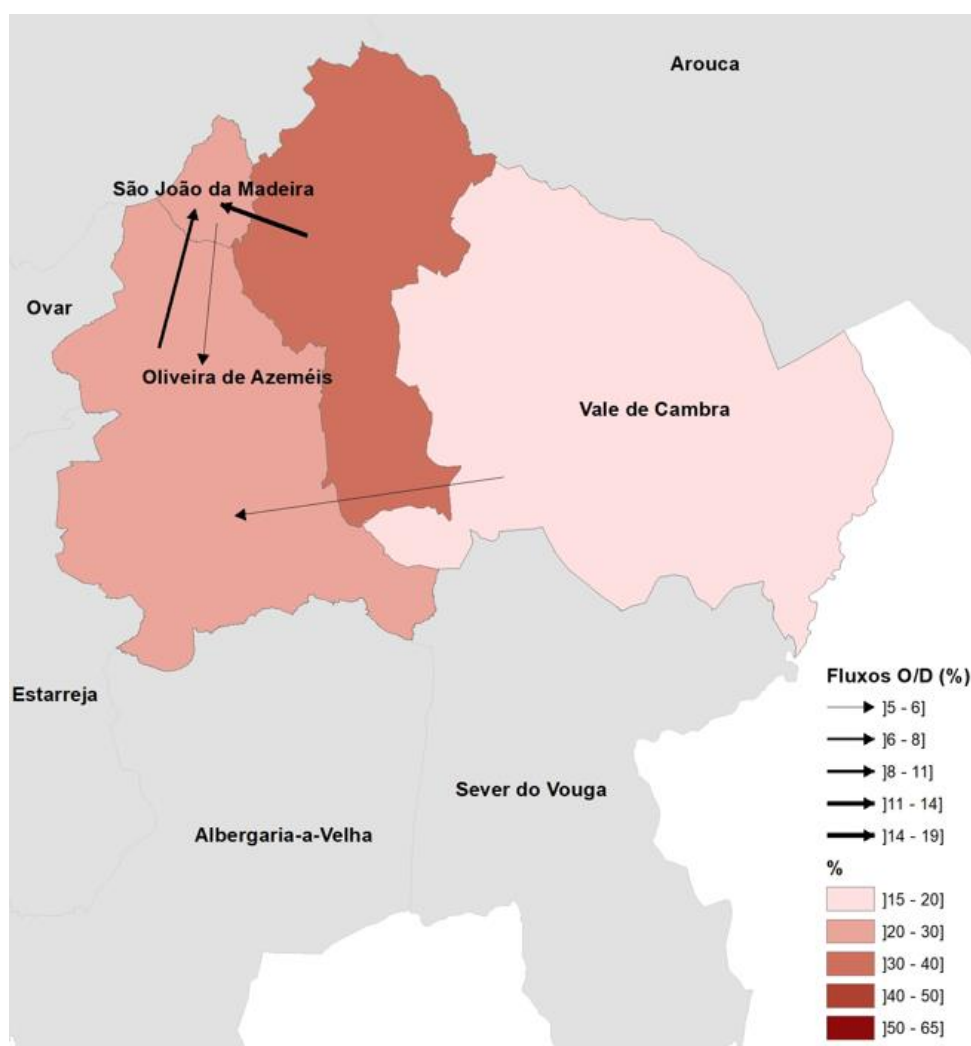 Arouca
São João da Madeira
Ovar
Oliveira de Azeméis
Vale de Cambra
Estarreja
Sever do Vouga
Albergaria-a-Velha
Fluxos O/D (%)
]5 - 6]
]6 - 8]
]8 - 11]
]11 - 14]
]14 - 19]
%
]15 - 20]
]20 - 30]
]30 - 40]
]40 - 50]
]50 - 65]